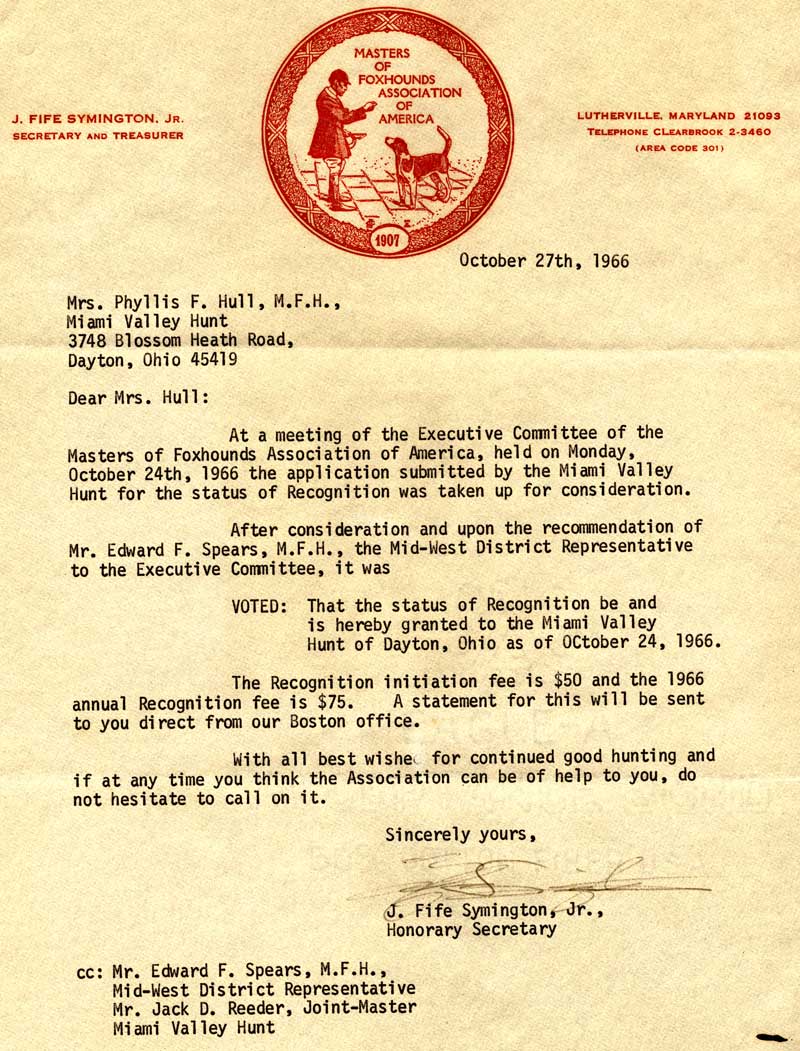 MASTERS
OF
FOXHOUNDS
ASSOCIATION
OF
AMERICA
1907
J. FIFE SYMINGTON, JR.
SECRETARY AND TREASURER
LUTHERVILLE, MARYLAND 21093
TELEPHONE CLEARBROOK 2-3460
(AREA CODE 301)
October 27th, 1966
Mrs. Phyllis F. Hull, M.F.H.,
Miami Valley Hunt
3748 Blossom Heath Road,
Dayton, Ohio 45419
Dear Mrs. Hull:
At a meeting of the Executive Committee of the
Masters of Foxhounds Association of America, held on Monday,
October 24th, 1966 the application submitted by the Miami Valley
Hunt for the status of Recognition was taken up for consideration.
After consideration and upon the recommendation of
Mr. Edward F. Spears, M.F.H., the Mid-West District Representative
to the Executive Committee, it was
VOTED: That the status of Recognition be and
is hereby granted to the Miami Valley
Hunt of Dayton, Ohio as of OCtober 24, 1966.
The Recognition initiation fee is $50 and the 1966
annual Recognition fee is $75. A statement for this will be sent
to you direct from our Boston office.
With all best wishe for continued good hunting and
if at any time you think the Association can be of help to you, do
not hesitate to call on it.
Sincerely yours,
J. Fife Symington, Jr.,
Honorary Secretary
cc: Mr. Edward F. Spears, M.F.H.,
Mid-West District Representative
Mr. Jack D. Reeder, Joint-Master
Miami Valley Hunt